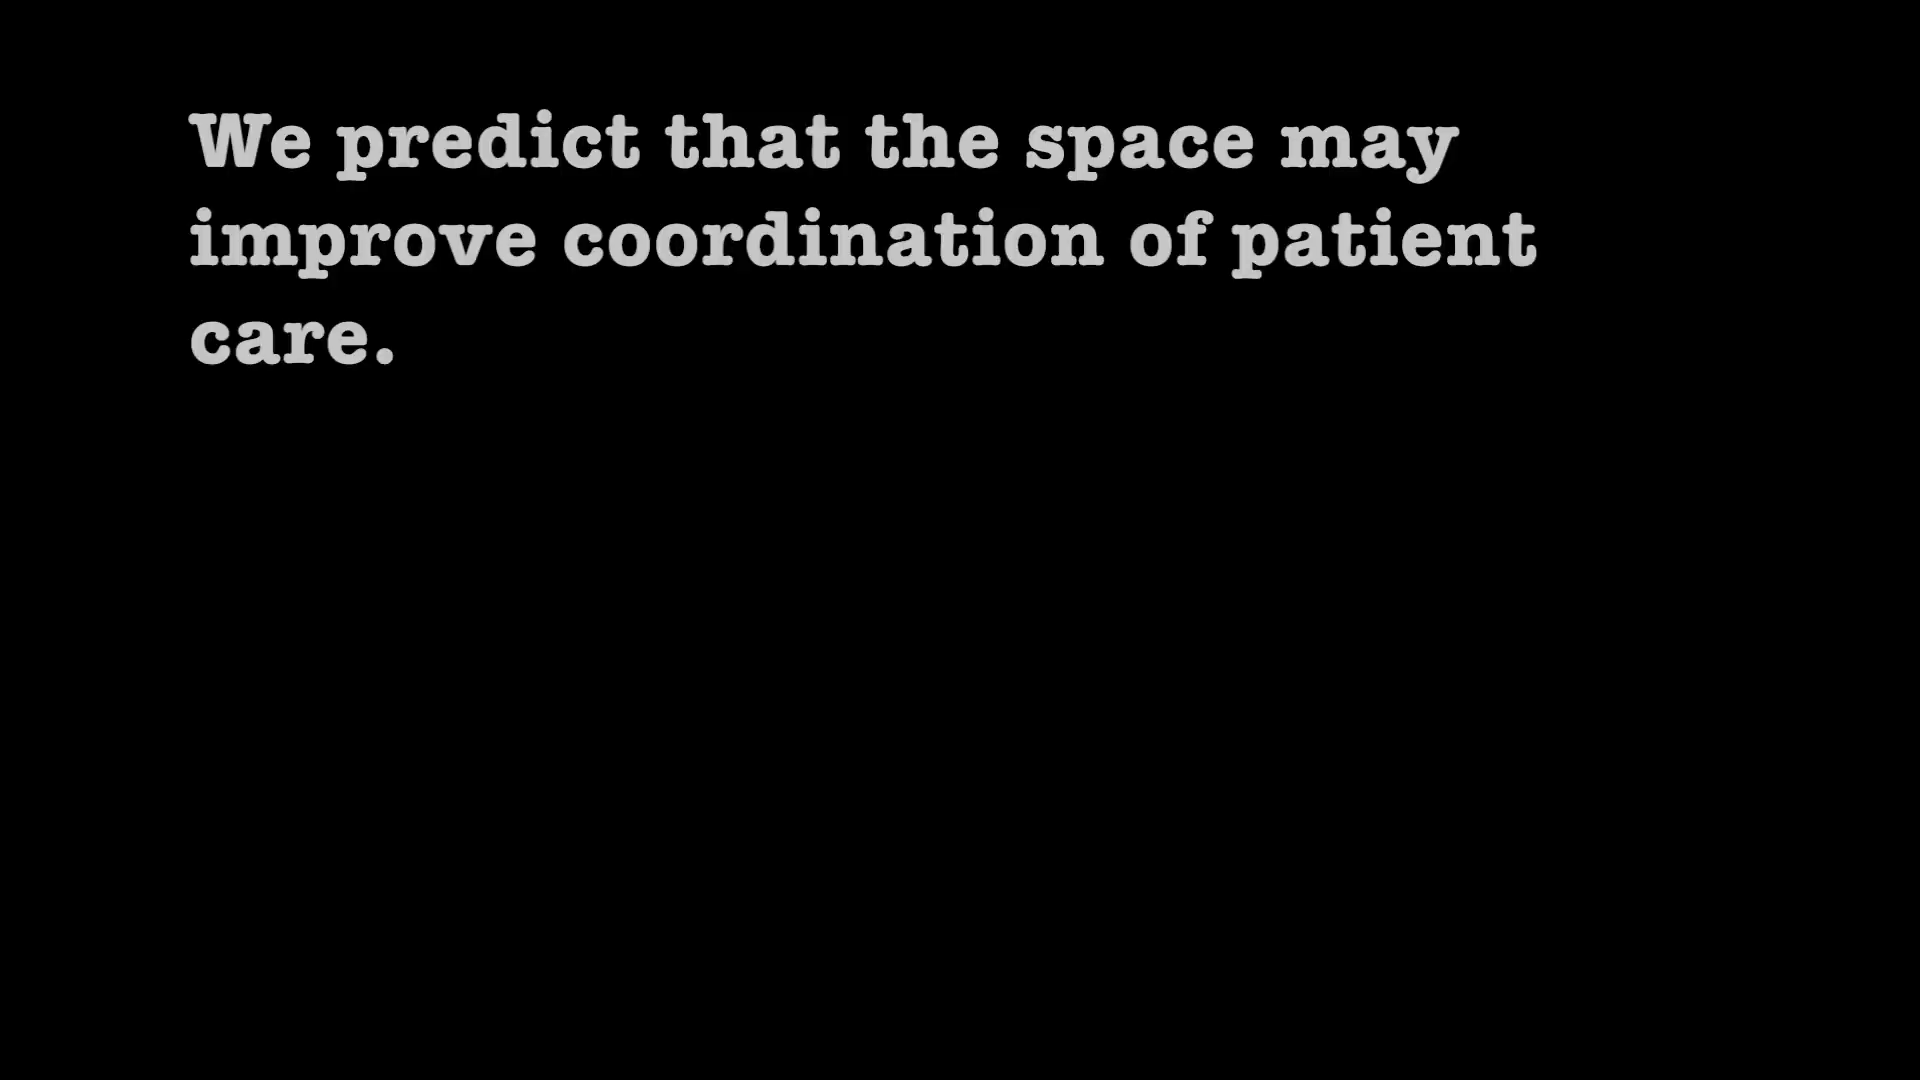 We predict that the space may
improve coordination of patient
care.